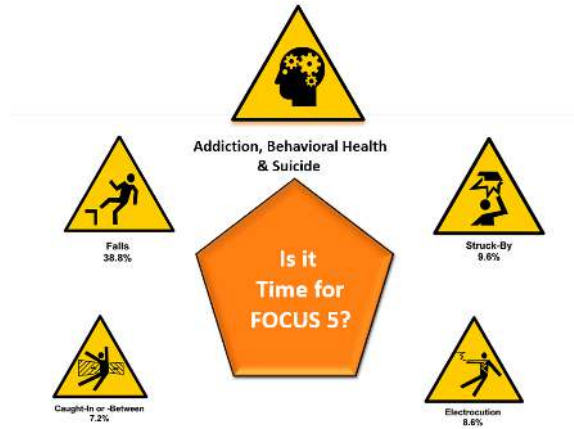 Addiction, Behavioral Health
& Suicide
Falls
38.8%
Struck-By
9.6%
Is it
Time for
FOCUS 5?
Caught-In or -Between
7.2%
Electrocution
8.6%